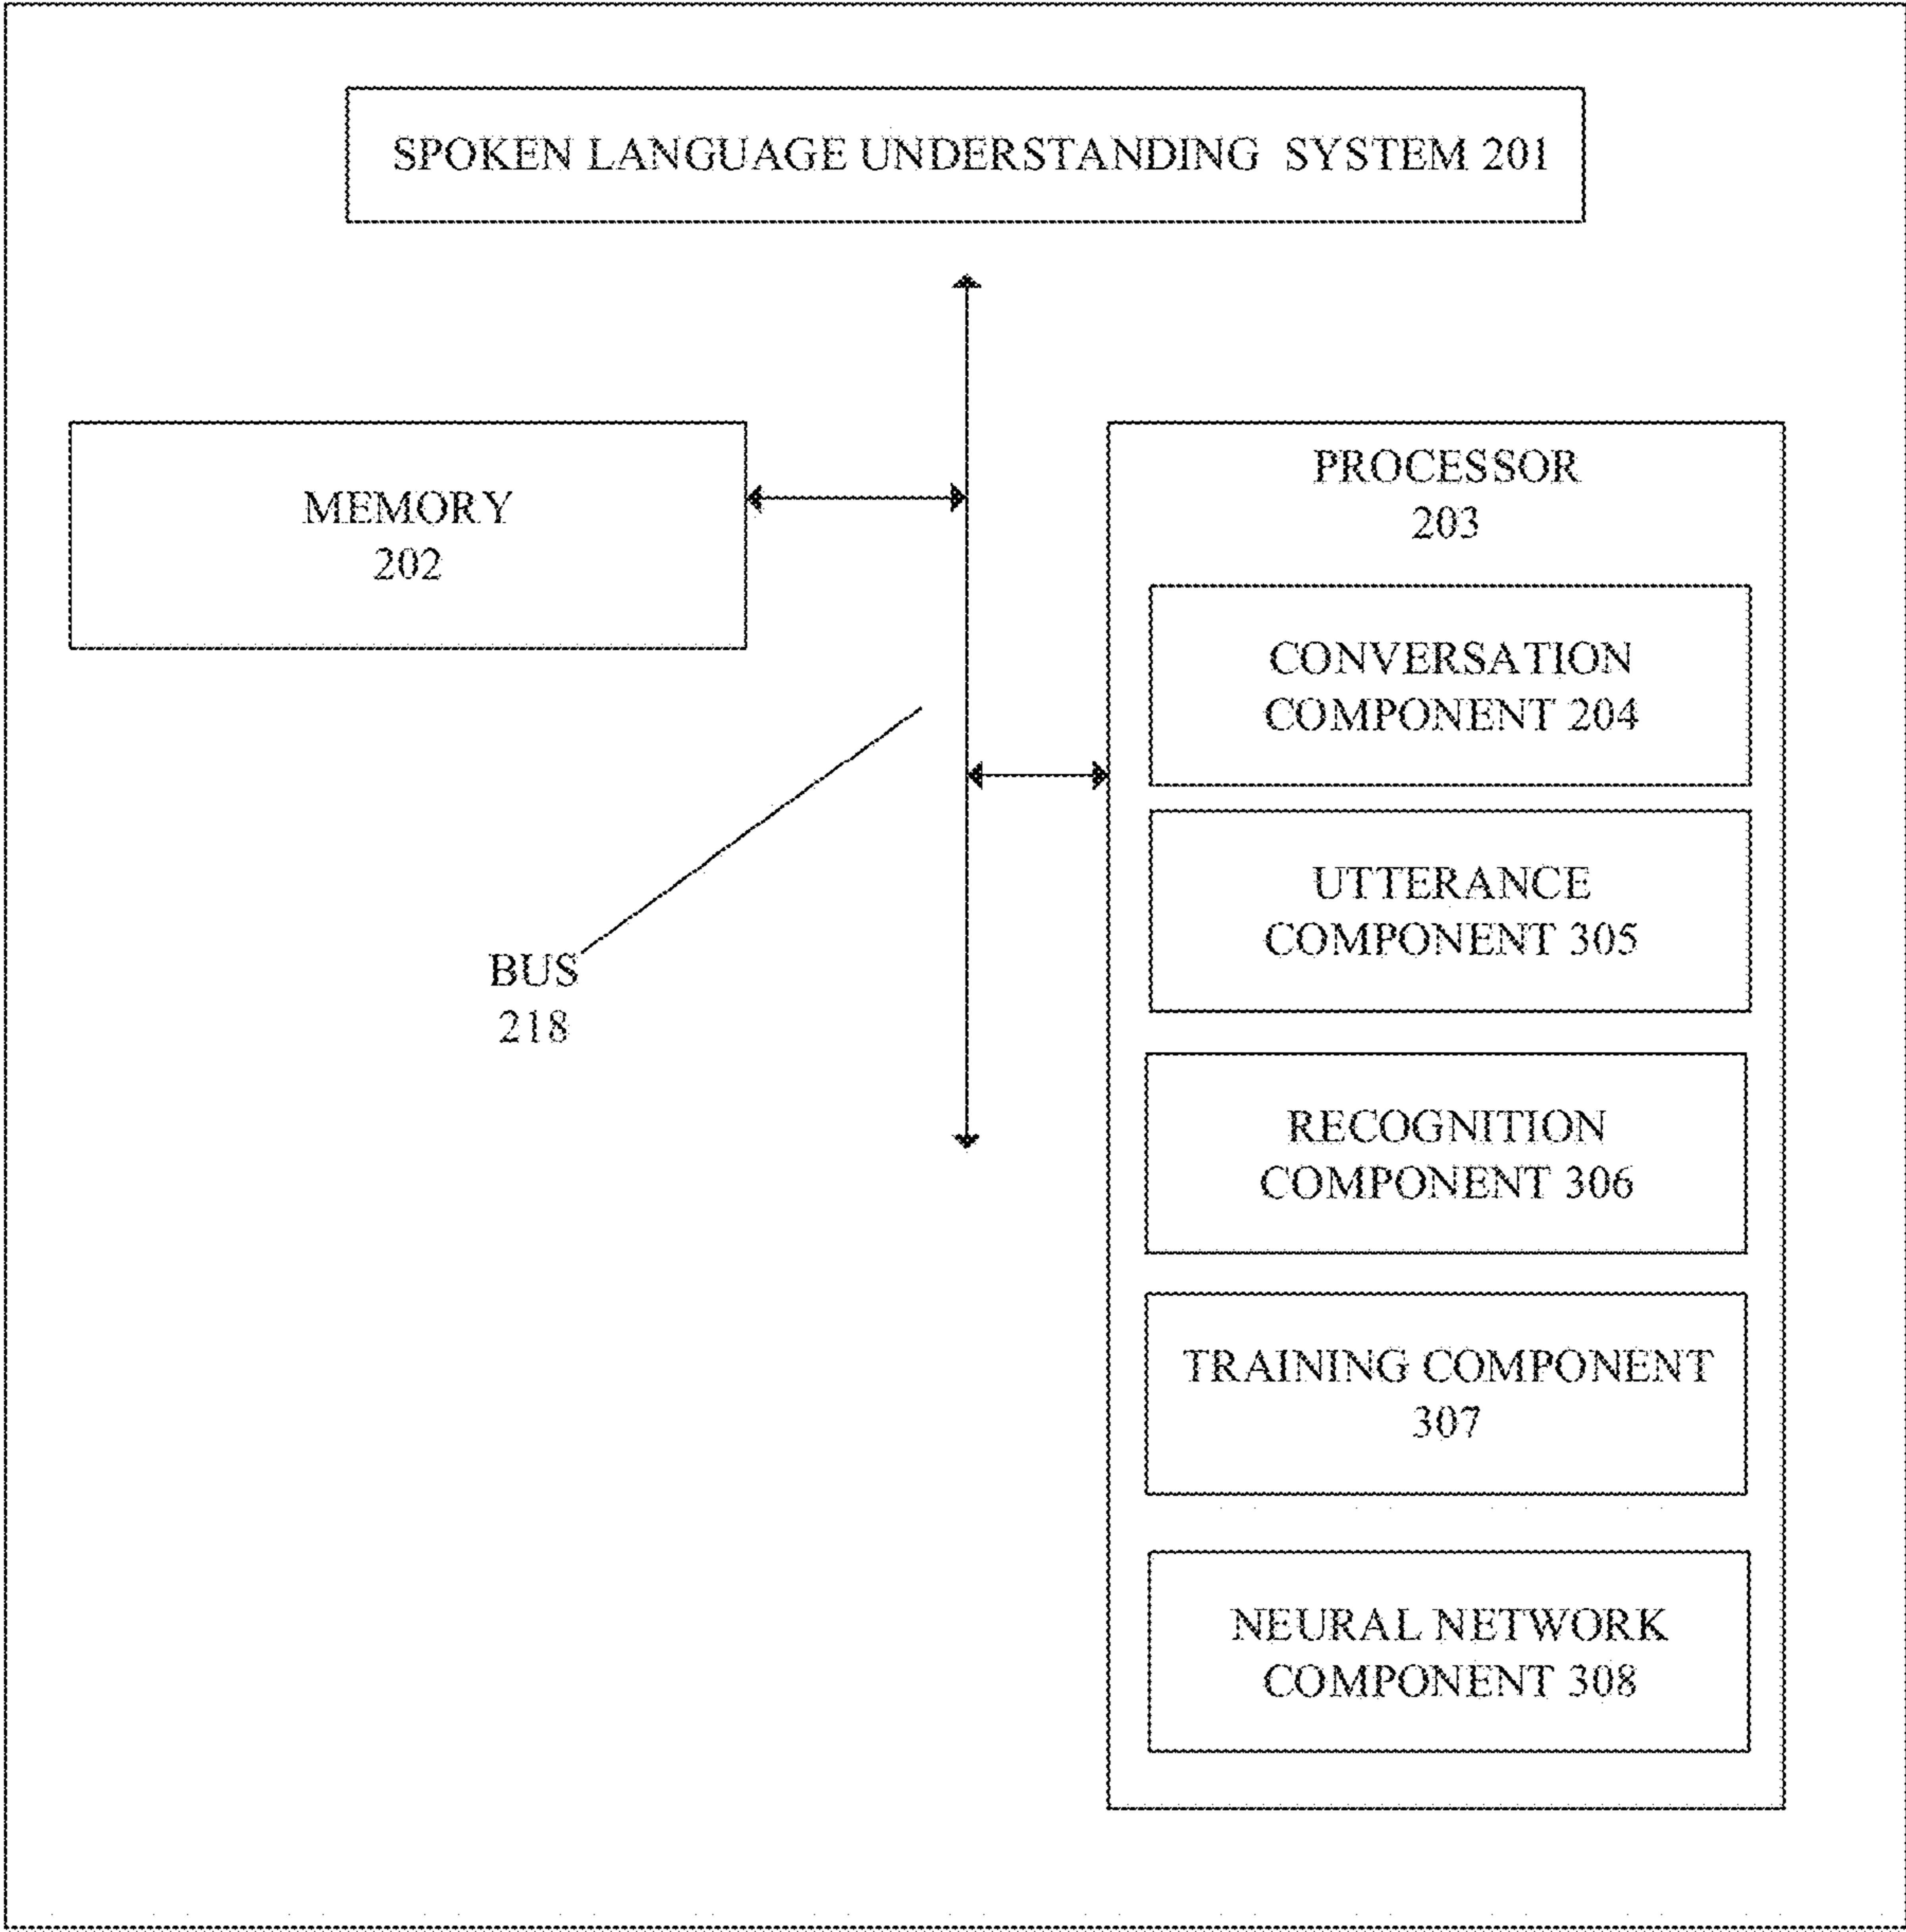 SPOKEN LANGUAGE UNDERSTANDING SYSTEM 201
MEMORY
202
PROCESSOR
203
CONVERSATION
COMPONENT 204
UTTERANCE
COMPONENT 305
BUS
218
RECOGNITION
COMPONENT 306
TRAINING COMPONENT
307
NEURAL NETWORK
COMPONENT 308